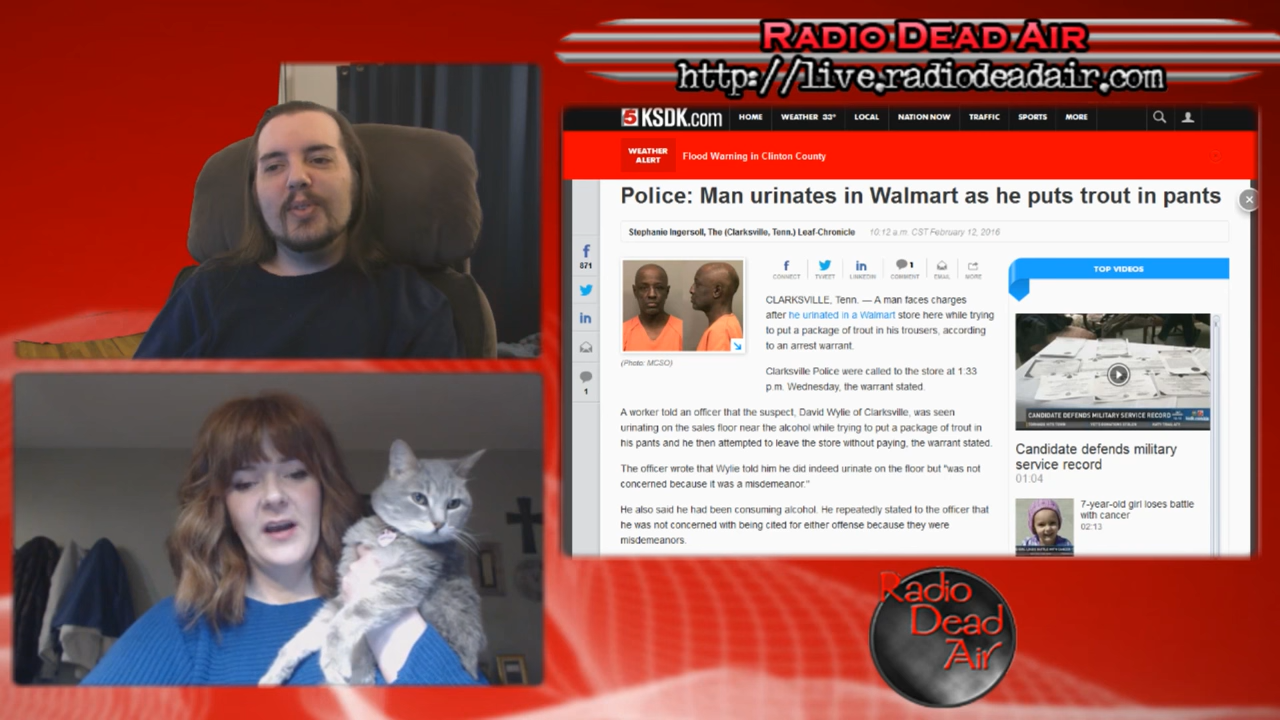 RADIO DEAD AIR
http://live.radiodeadair.com
5 KSDK.com HOME WEATHER 33° LOCAL NATION NOW TRAFFIC SPORTS MORE
WEATHER ALERT Flood Warning in Clinton County
Police: Man urinates in Walmart as he puts trout in pants
Stephanie Ingersoll, The (Clarksville, Tenn.) Leaf-Chronicle 10:12 a.m. CST February 12, 2016
871
1
CONNECT TWEET LINKEDIN 1 COMMENT EMAIL MORE
(Photo: MCSO)
CLARKSVILLE, Tenn. — A man faces charges
after he urinated in a Walmart store here while trying
to put a package of trout in his trousers, according
to an arrest warrant.
Clarksville Police were called to the store at 1:33
p.m. Wednesday, the warrant stated.
A worker told an officer that the suspect, David Wylie of Clarksville, was seen
urinating on the sales floor near the alcohol while trying to put a package of trout in
his pants and he then attempted to leave the store without paying, the warrant stated.
The officer wrote that Wylie told him he did indeed urinate on the floor but "was not
concerned because it was a misdemeanor."
He also said he had been consuming alcohol. He repeatedly stated to the officer that
he was not concerned with being cited for either offense because they were
misdemeanors.
TOP VIDEOS
CANDIDATE DEFENDS MILITARY SERVICE RECORD
Candidate defends military
service record
01:04
7-year-old girl loses battle
with cancer
02:13
Radio
Dead
Air